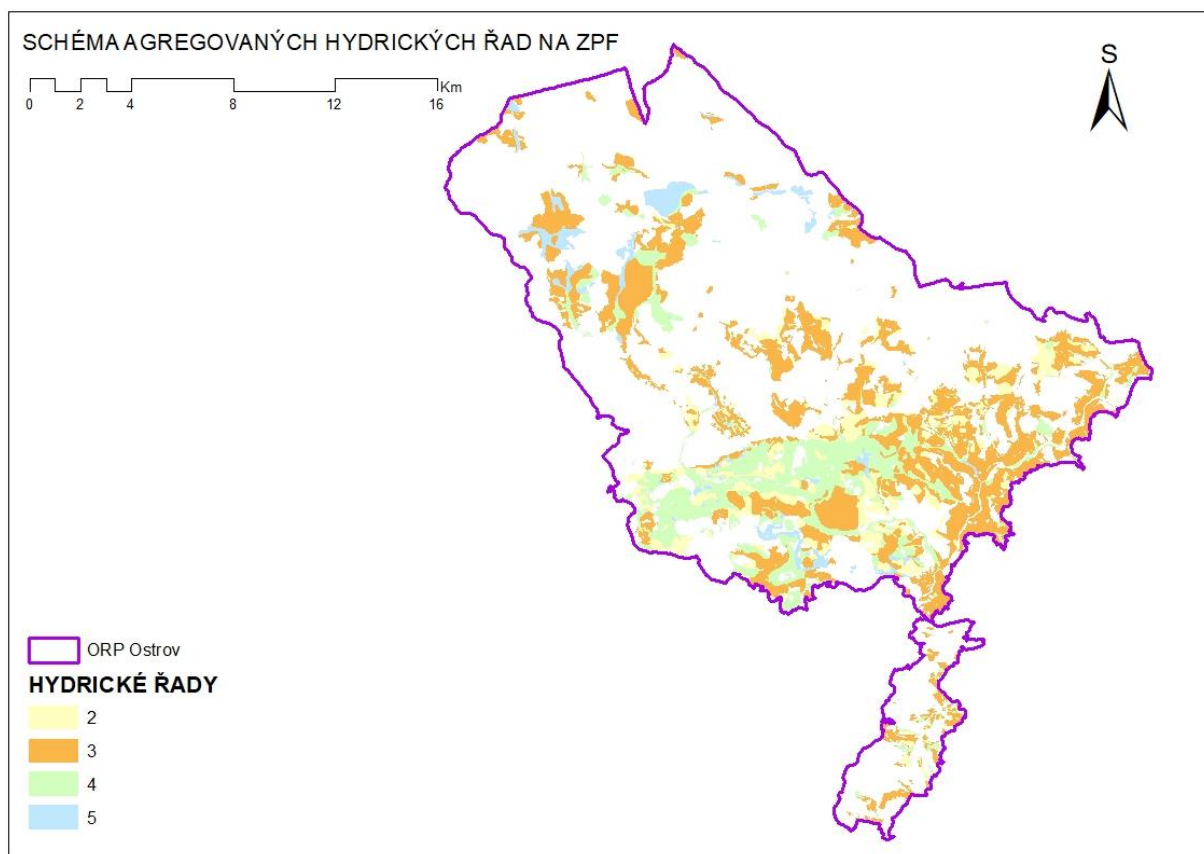 SCHÉMA AGREGOVANÝCH HYDRICKÝCH ŘAD NA ZPF
Km
0 2 4 8 12 16
S
ORP Ostrov
HYDRICKÉ ŘADY
2
3
4
5